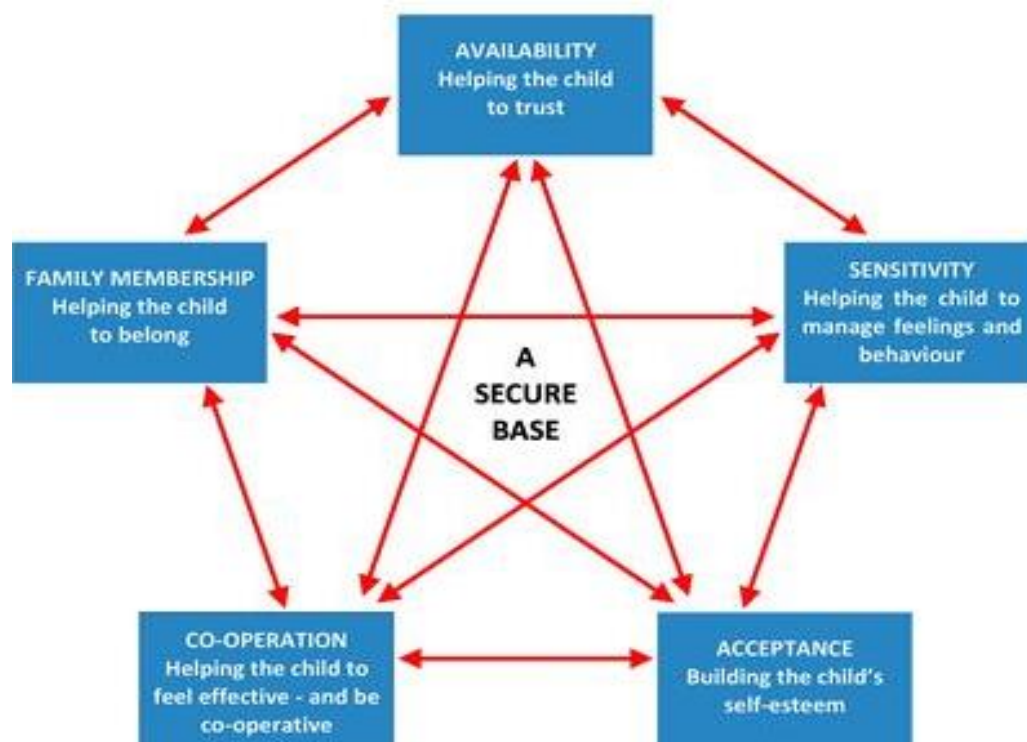 AVAILABILITY
Helping the child
to trust
FAMILY MEMBERSHIP
Helping the child
to belong
SENSITIVITY
Helping the child to
manage feelings and
behaviour
A
SECURE
BASE
CO-OPERATION
Helping the child to
feel effective - and be
co-operative
ACCEPTANCE
Building the child's
self-esteem